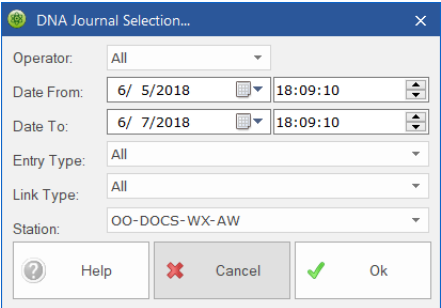 DNA Journal Selection...
Operator: All
Date From: 6/ 5/2018 18:09:10
Date To: 6/ 7/2018 18:09:10
Entry Type: All
Link Type: All
Station: OO-DOCS-WX-AW
Help Cancel Ok